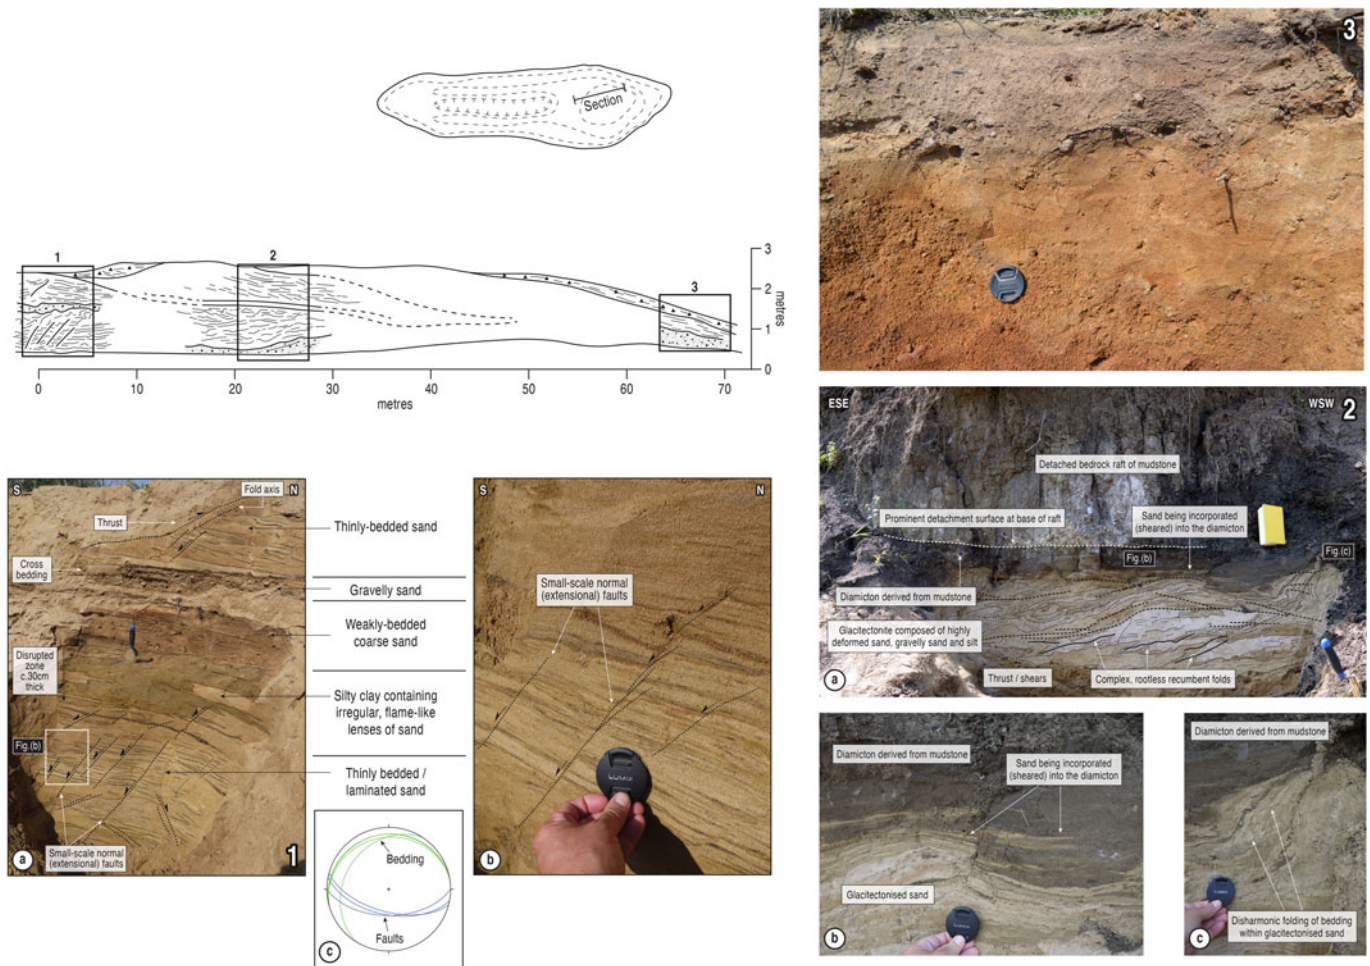 Section
1
2
3
3
2
1
0
metres
0
10
20
30
40
50
60
70
metres
3
S
N
Fold axis
Thrust
Cross
bedding
Disrupted
zone
c.30cm
thick
Fig.(b)
Small-scale normal
(extensional) faults
a
1
Thinly-bedded sand
Gravelly sand
Weakly-bedded
coarse sand
Silty clay containing
irregular, flame-like
lenses of sand
Thinly bedded /
laminated sand
Bedding
Faults
c
S
N
Small-scale normal
(extensional) faults
b
ESE
WSW
2
Detached bedrock raft of mudstone
Prominent detachment surface at base of raft
Sand being incorporated
(sheared) into the diamicton
Fig.(b)
Fig.(c)
Diamicton derived from mudstone
Glacitectonite composed of highly
deformed sand, gravelly sand and silt
Thrust / shears
Complex, rootless recumbent folds
a
Diamicton derived from mudstone
Sand being incorporated
(sheared) into the diamicton
Glacitectonised sand
b
Diamicton derived from mudstone
Disharmonic folding of bedding
within glacitectonised sand
c